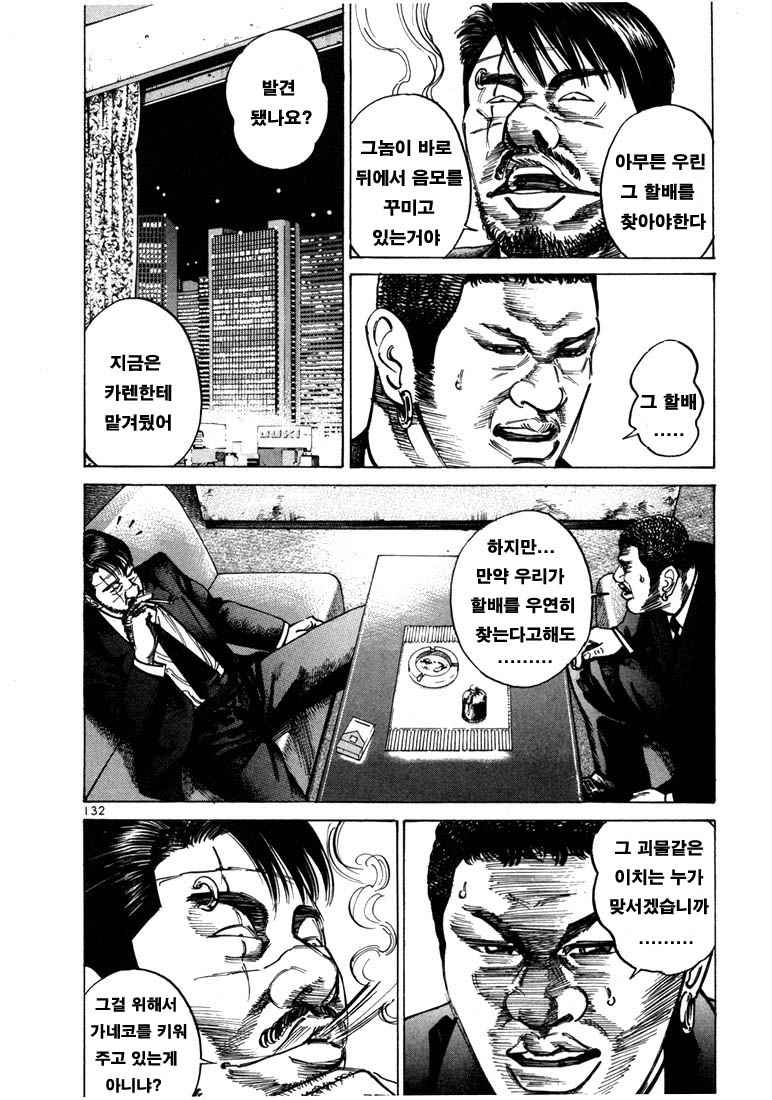 아무튼 우린
그 할배를
찾아야한다
그놈이 바로
뒤에서 음모를
꾸미고
있는거야
그 할배
.....
발견
됐나요?
지금은
카렌한테
맡겨뒀어
하지만...
만약 우리가
할배를 우연히
찾는다고해도
.........
132
그 괴물같은
이치는 누가
맞서겠습니까
.........
그걸 위해서
가네코를 키워
주고 있는게
아니냐?